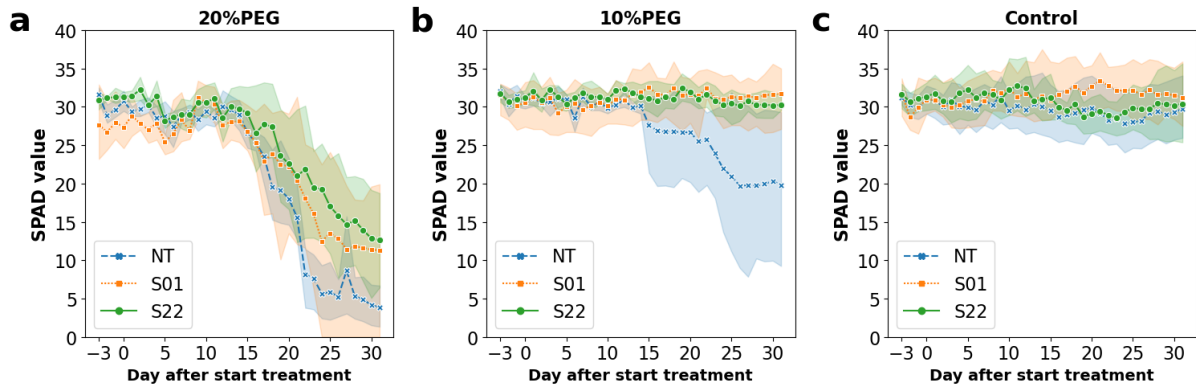 a
20%PEG
SPAD value
40
35
30
25
20
15
10
5
0
NT
S01
S22
−3 0 5 10 15 20 25 30
Day after start treatment
b
10%PEG
SPAD value
40
35
30
25
20
15
10
5
0
NT
S01
S22
−3 0 5 10 15 20 25 30
Day after start treatment
c
Control
SPAD value
40
35
30
25
20
15
10
5
0
NT
S01
S22
−3 0 5 10 15 20 25 30
Day after start treatment